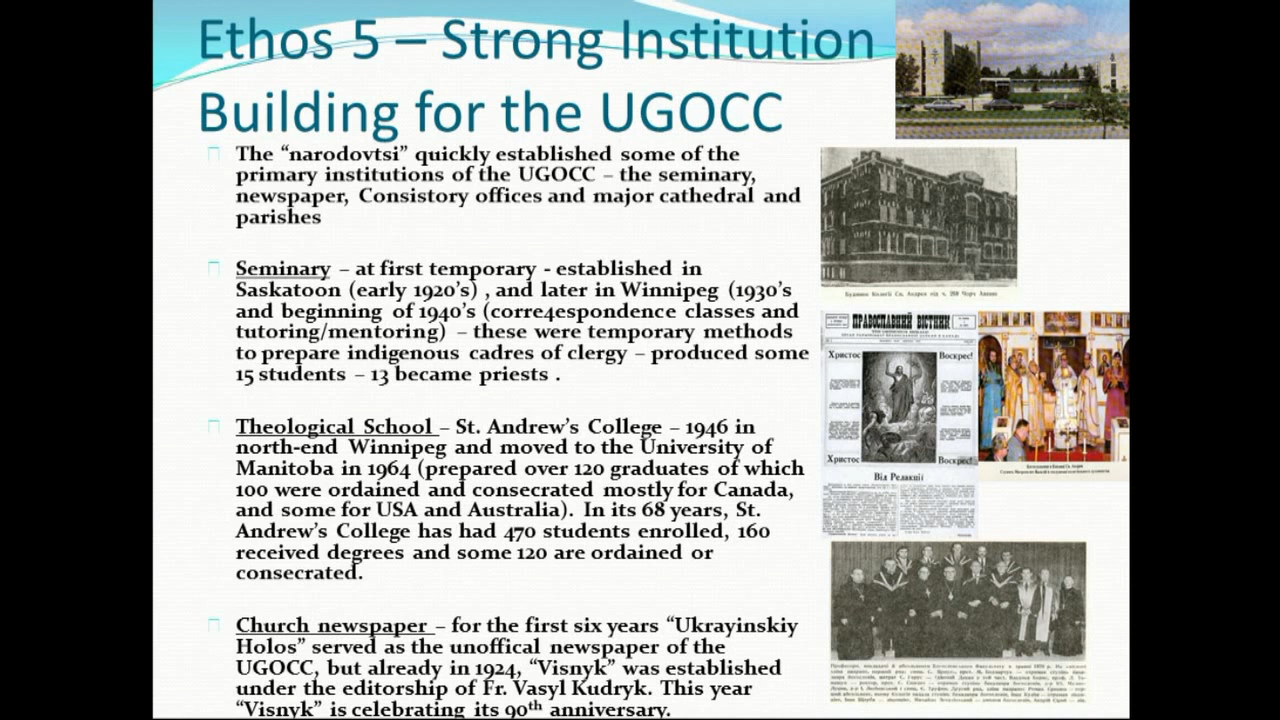 Ethos 5 – Strong Institution
Building for the UGOCC
The “narodovtsi” quickly established some of the
primary institutions of the UGOCC – the seminary,
newspaper, Consistory offices and major cathedral and
parishes
Seminary – at first temporary - established in
Saskatoon (early 1920’s) , and later in Winnipeg (1930’s
and beginning of 1940’s (corre4espondence classes and
tutoring/mentoring) – these were temporary methods
to prepare indigenous cadres of clergy – produced some
15 students – 13 became priests .
Theological School – St. Andrew’s College – 1946 in
north-end Winnipeg and moved to the University of
Manitoba in 1964 (prepared over 120 graduates of which
100 were ordained and consecrated mostly for Canada,
and some for USA and Australia). In its 68 years, St.
Andrew’s College has had 470 students enrolled, 160
received degrees and some 120 are ordained or
consecrated.
Church newspaper – for the first six years “Ukrayinskiy
Holos” served as the unoffical newspaper of the
UGOCC, but already in 1924, “Visnyk” was established
under the editorship of Fr. Vasyl Kudryk. This year
“Visnyk” is celebrating its 90th anniversary.
Будинок Колегії Св. Андрея
ПРАВОСЛАВНИЙ ВІСТНИК
Христос Воскрес!
Христос Воскрес!
Від Редакції